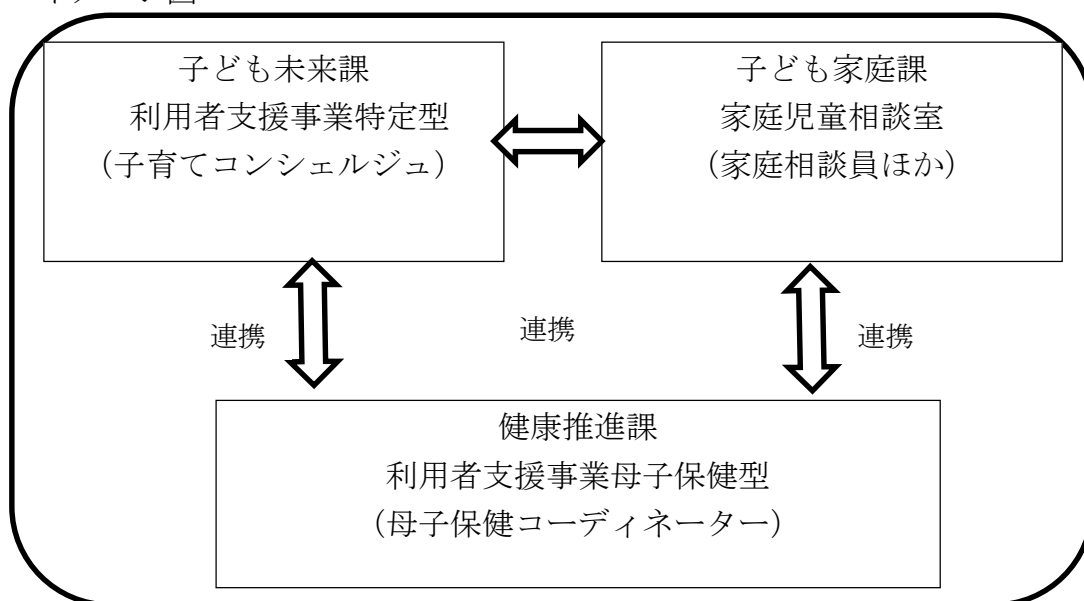 子ども未来課
利用者支援事業特定型
（子育てコンシェルジュ）
子ども家庭課
家庭児童相談室
（家庭相談員ほか）
連携
連携
連携
健康推進課
利用者支援事業母子保健型
（母子保健コーディネーター）